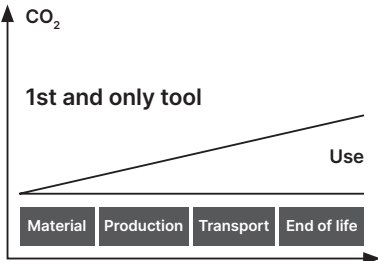 CO₂
1st and only tool
Use
Material Production Transport End of life